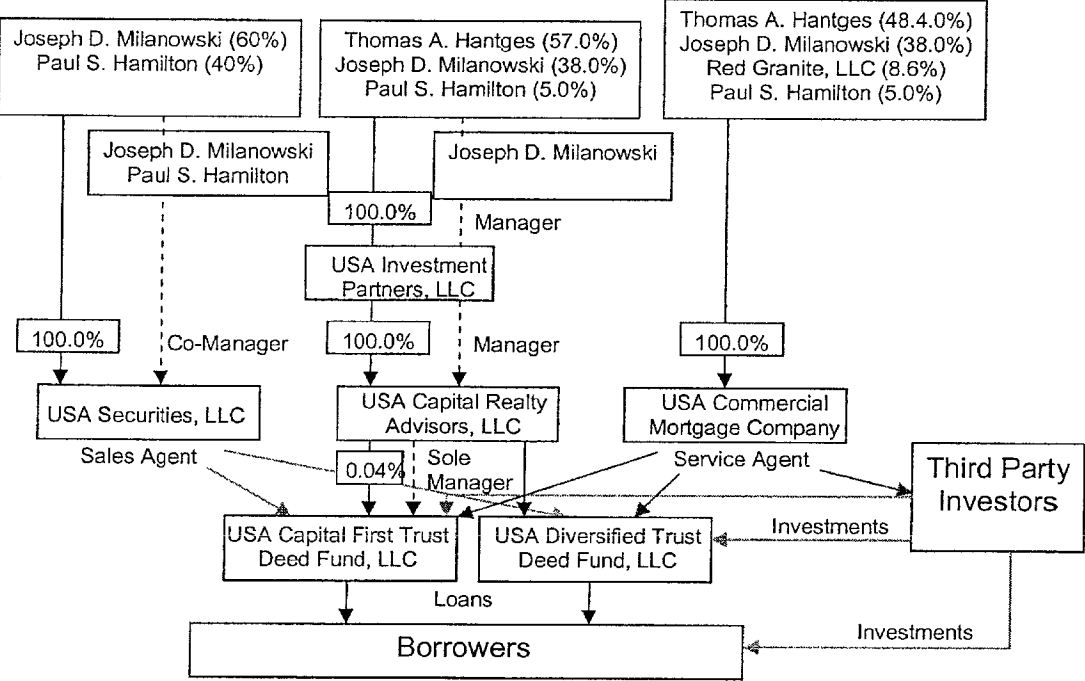 Joseph D. Milanowski (60%)
Paul S. Hamilton (40%)
Thomas A. Hantges (57.0%)
Joseph D. Milanowski (38.0%)
Paul S. Hamilton (5.0%)
Thomas A. Hantges (48.4.0%)
Joseph D. Milanowski (38.0%)
Red Granite, LLC (8.6%)
Paul S. Hamilton (5.0%)
Joseph D. Milanowski
Paul S. Hamilton
Joseph D. Milanowski
100.0%
Manager
USA Investment
Partners, LLC
100.0%
Co-Manager
100.0%
Manager
100.0%
USA Securities, LLC
USA Capital Realty
Advisors, LLC
USA Commercial
Mortgage Company
Sales Agent
0.04%
Sole
Manager
Service Agent
Third Party
Investors
USA Capital First Trust
Deed Fund, LLC
USA Diversified Trust
Deed Fund, LLC
Investments
Loans
Borrowers
Investments